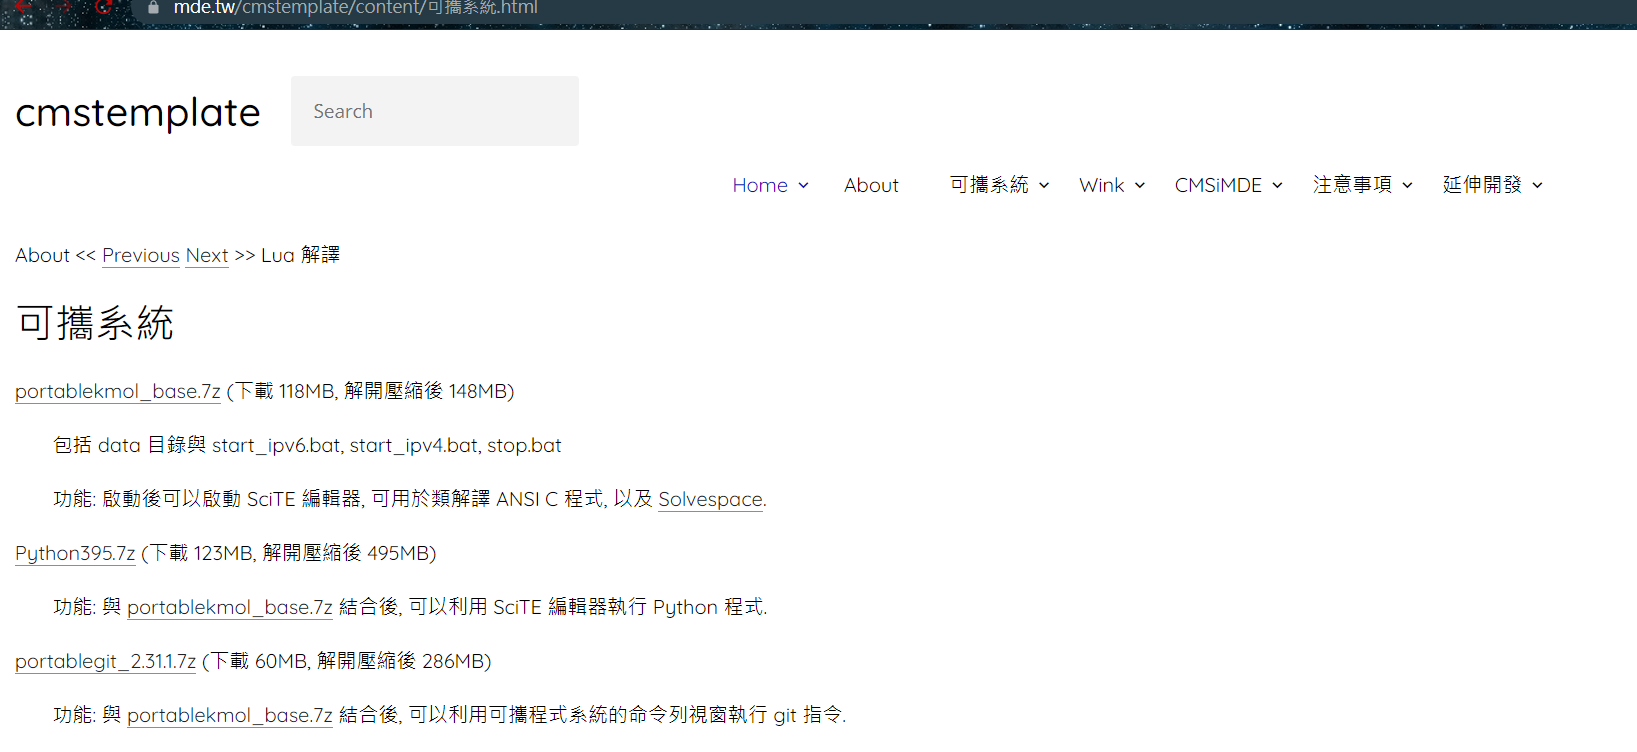 mde.tw/cmstemplate/content/可攜系統.html
cmstemplate
Search
Home About 可攜系統 Wink CMSiMDE 注意事項 延伸開發
About << Previous Next >> Lua 解譯
可攜系統
portablekmol_base.7z (下載 118MB, 解開壓縮後 148MB)
包括 data 目錄與 start_ipv6.bat, start_ipv4.bat, stop.bat
功能: 啟動後可以啟動 SciTE 編輯器, 可用於類解譯 ANSI C 程式, 以及 Solvespace.
Python395.7z (下載 123MB, 解開壓縮後 495MB)
功能: 與 portablekmol_base.7z 結合後, 可以利用 SciTE 編輯器執行 Python 程式.
portablegit_2.31.1.7z (下載 60MB, 解開壓縮後 286MB)
功能: 與 portablekmol_base.7z 結合後, 可以利用可攜程式系統的命令列視窗執行 git 指令.